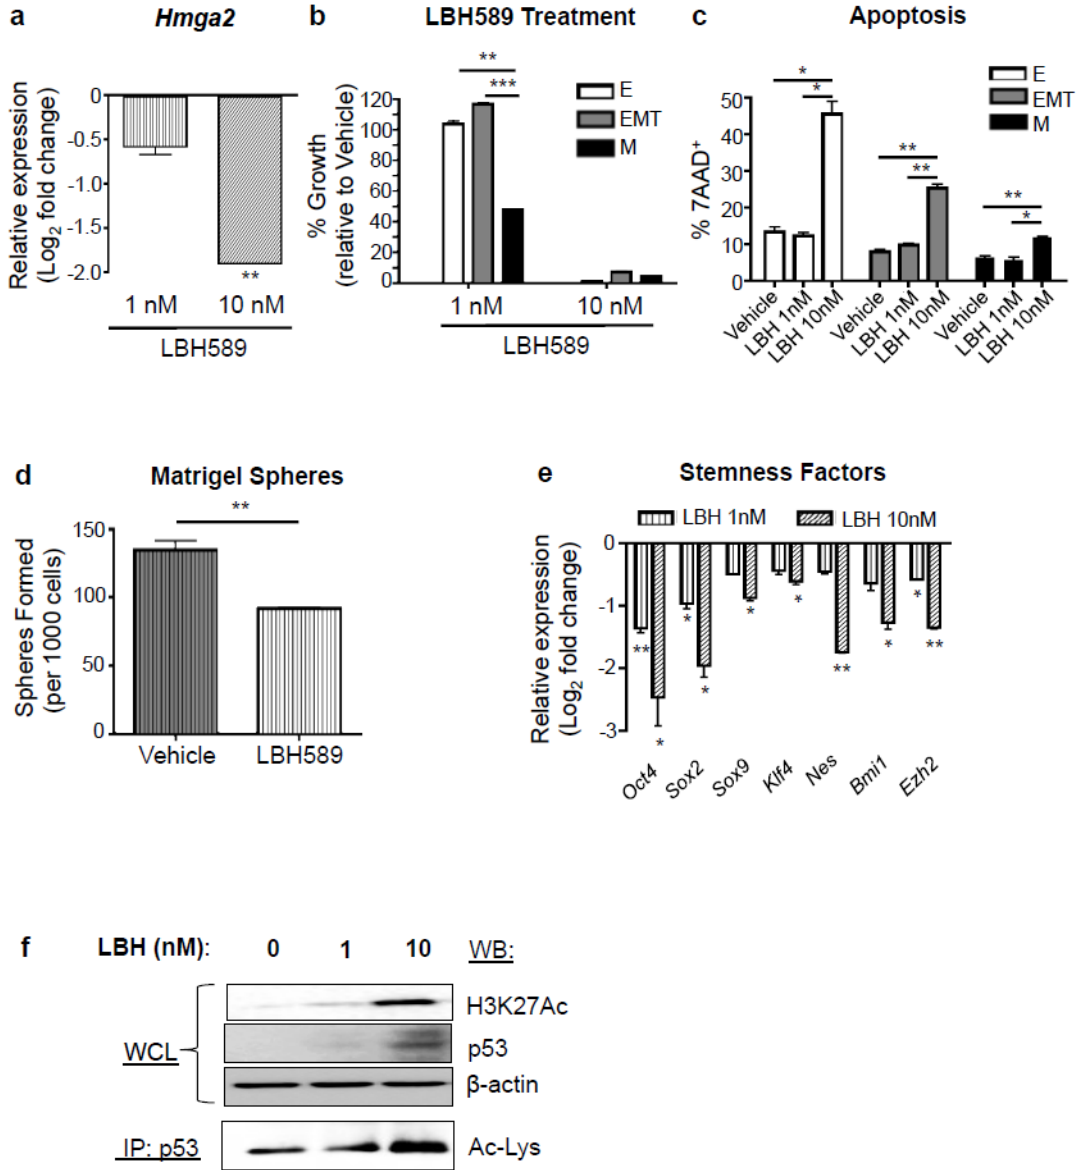 a
Hmga2
Relative expression
(Log2 fold change)
0
-0.5
-1.0
-1.5
-2.0
**
1 nM
10 nM
LBH589
b
LBH589 Treatment
% Growth
(relative to Vehicle)
120
100
80
60
40
20
0
**
***
E
EMT
M
1 nM
10 nM
LBH589
c
Apoptosis
% 7AAD+
50
40
30
20
10
0
*
*
**
**
**
*
E
EMT
M
Vehicle
LBH 1nM
LBH 10nM
Vehicle
LBH 1nM
LBH 10nM
Vehicle
LBH 1nM
LBH 10nM
d
Matrigel Spheres
Spheres Formed
(per 1000 cells)
150
100
50
0
**
Vehicle
LBH589
e
Stemness Factors
LBH 1nM
LBH 10nM
Relative expression
(Log2 fold change)
0
-1
-2
-3
**
*
*
*
*
*
**
*
*
**
Oct4
Sox2
Sox9
Klf4
Nes
Bmi1
Ezh2
f
LBH (nM): 0 1 10 WB:
WCL
H3K27Ac
p53
β-actin
IP: p53
Ac-Lys